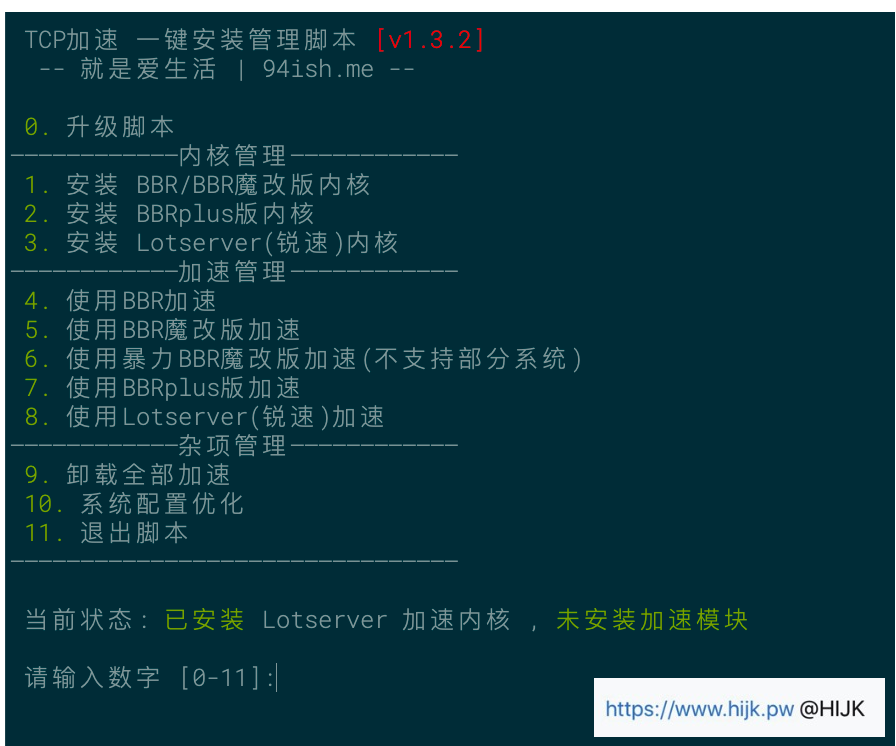 TCP加速 一键安装管理脚本 [v1.3.2]
-- 就是爱生活 | 94ish.me --
0. 升级脚本
————————————内核管理————————————
1. 安装 BBR/BBR魔改版内核
2. 安装 BBRplus版内核
3. 安装 Lotserver(锐速)内核
————————————加速管理————————————
4. 使用BBR加速
5. 使用BBR魔改版加速
6. 使用暴力BBR魔改版加速(不支持部分系统)
7. 使用BBRplus版加速
8. 使用Lotserver(锐速)加速
————————————杂项管理————————————
9. 卸载全部加速
10. 系统配置优化
11. 退出脚本
————————————————————————————————
当前状态: 已安装 Lotserver 加速内核 , 未安装加速模块
请输入数字 [0-11]:
https://www.hijk.pw @HIJK